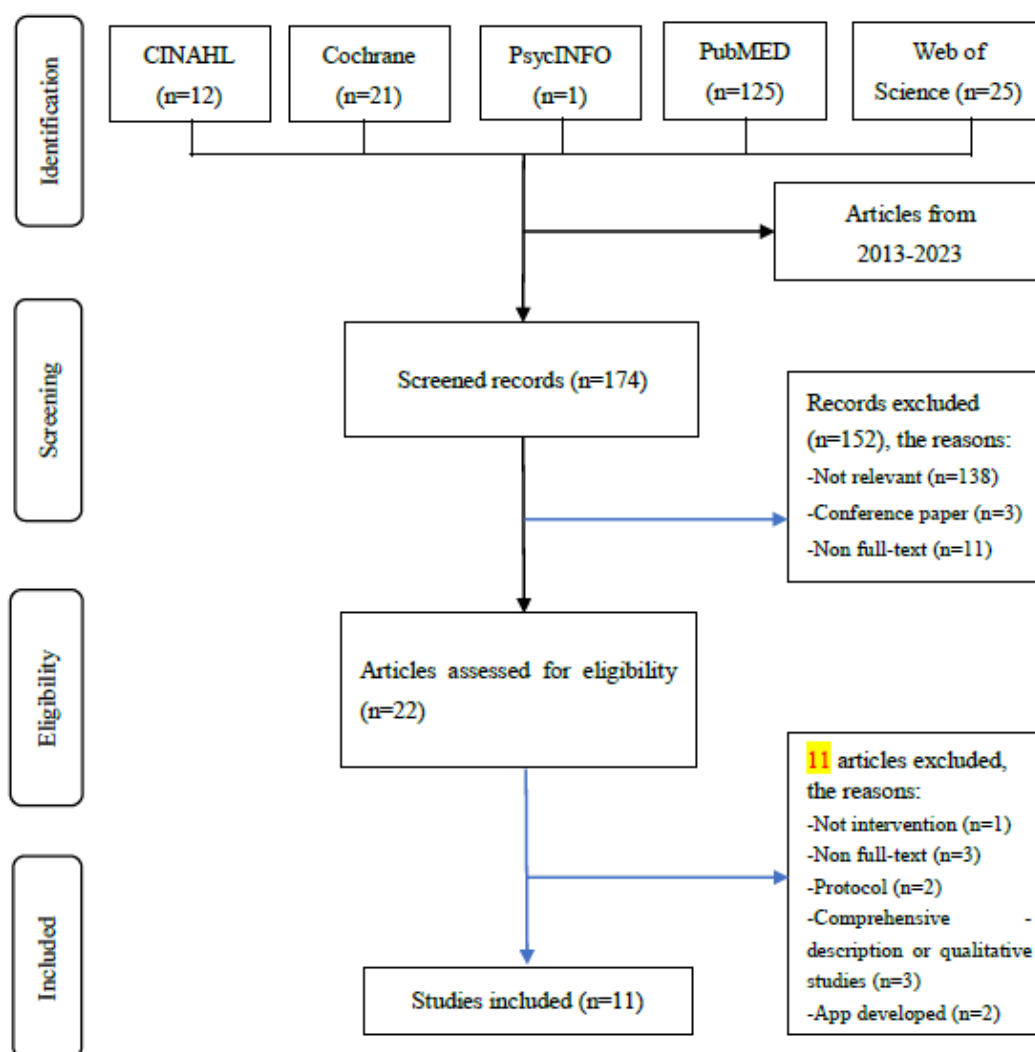 Identification
CINAHL
(n=12)
Cochrane
(n=21)
PsycINFO
(n=1)
PubMED
(n=125)
Web of
Science (n=25)
Articles from
2013-2023
Screening
Screened records (n=174)
Records excluded
(n=152), the reasons:
-Not relevant (n=138)
-Conference paper (n=3)
-Non full-text (n=11)
Eligibility
Articles assessed for eligibility
(n=22)
11 articles excluded,
the reasons:
-Not intervention (n=1)
-Non full-text (n=3)
-Protocol (n=2)
-Comprehensive -
description or qualitative
studies (n=3)
-App developed (n=2)
Included
Studies included (n=11)